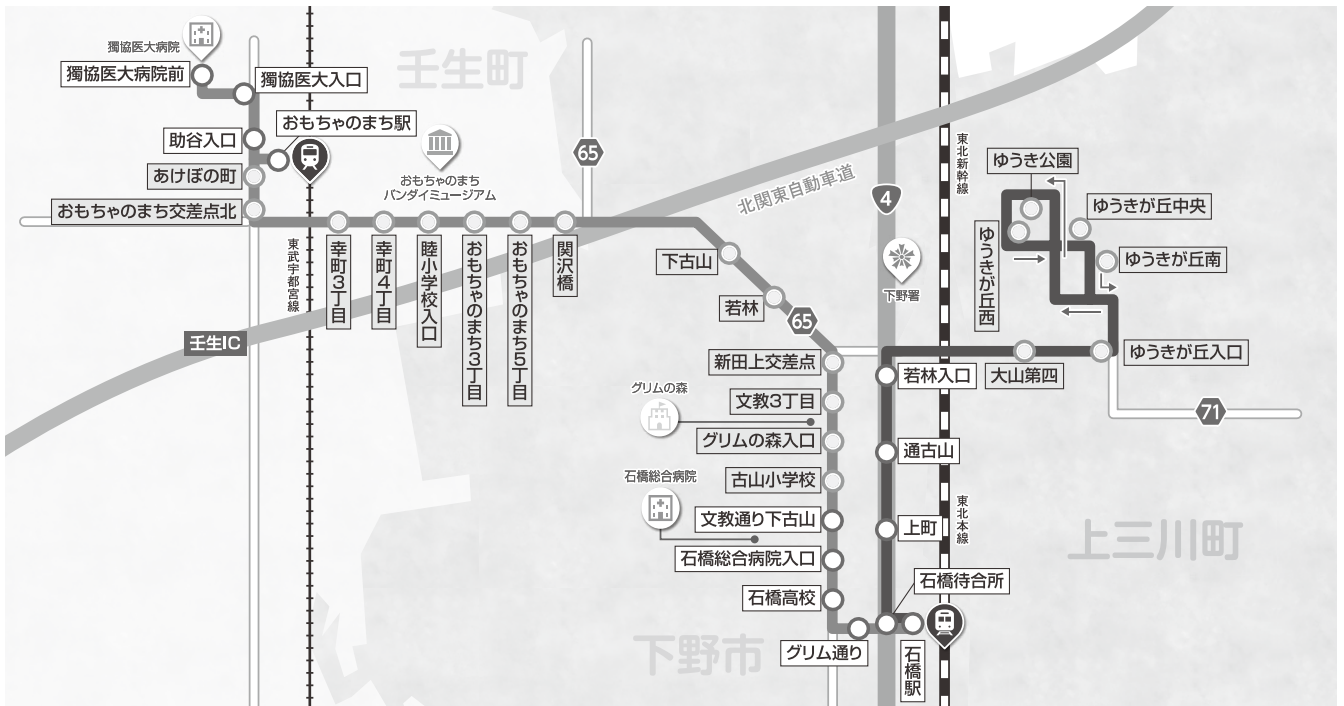 獨協医大病院
獨協医大病院前
獨協医大入口
壬生町
おもちゃのまち駅
助谷入口
あけぼの町
おもちゃのまち交差点北
おもちゃのまち
バンダイミュージアム
65
北関東自動車道
4
東北新幹線
ゆうき公園
ゆうきが丘中央
ゆうきが丘南
ゆうきが丘西
ゆうきが丘入口
下野署
東武宇都宮線
幸町3丁目
幸町4丁目
睦小学校入口
おもちゃのまち3丁目
おもちゃのまち5丁目
関沢橋
下古山
若林
65
壬生IC
新田上交差点
若林入口
大山第四
グリムの森
文教3丁目
71
グリムの森入口
通古山
石橋総合病院
古山小学校
文教通り下古山
上町
東北本線
上三川町
石橋総合病院入口
石橋待合所
石橋高校
下野市
グリム通り
石橋駅